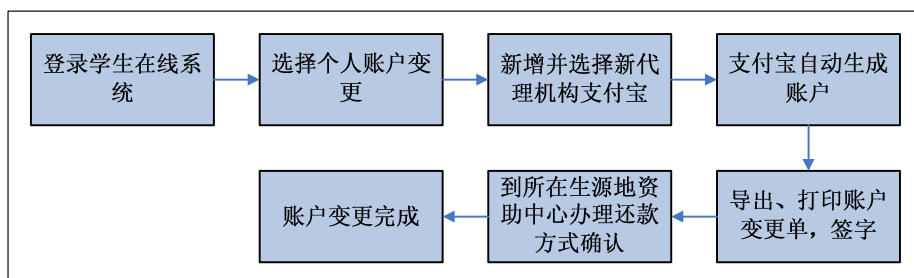 登录学生在线系
统
选择个人账户变
更
新增并选择新代
理机构支付宝
支付宝自动生成
账户
导出、打印账户
变更单，签字
到所在生源地资
助中心办理还款
方式确认
账户变更完成